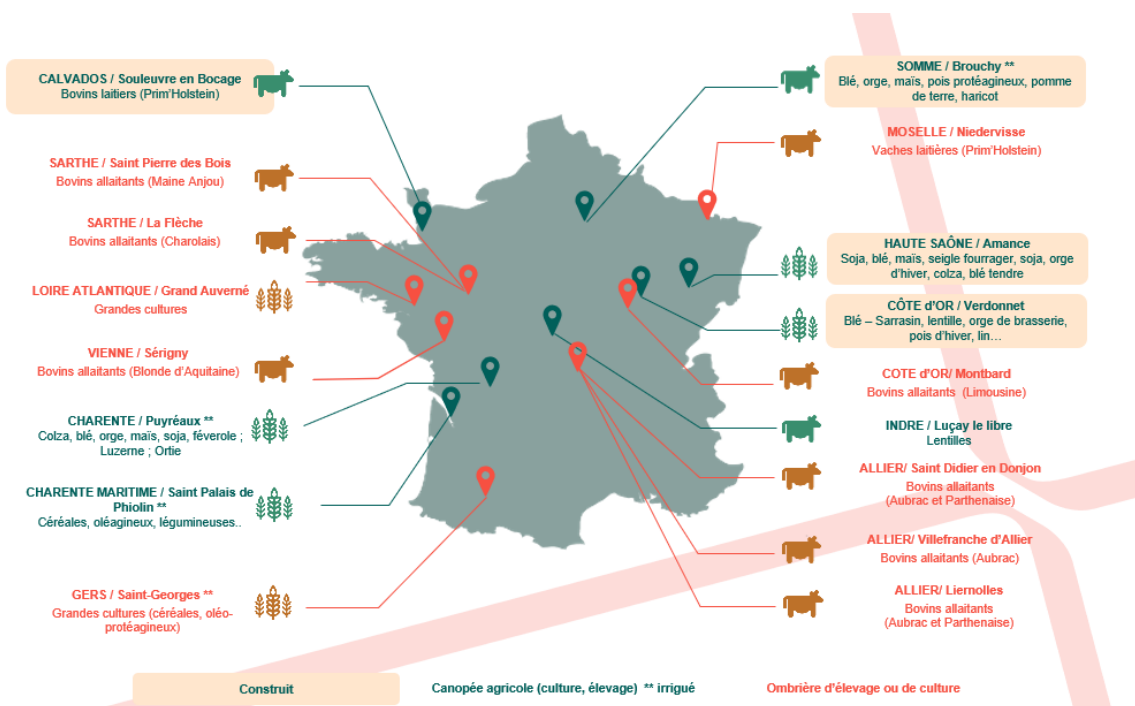 CALVADOS / Souleuvre en Bocage
Bovins laitiers (Prim'Holstein)
SARTHE / Saint Pierre des Bois
Bovins allaitants (Maine Anjou)
SARTHE / La Flèche
Bovins allaitants (Charolais)
LOIRE ATLANTIQUE / Grand Auverné
Grandes cultures
VIENNE / Sérigny
Bovins allaitants (Blonde d'Aquitaine)
CHARENTE / Puyréaux **
Colza, blé, orge, maïs, soja, féverole ;
Luzerne ; Ortie
CHARENTE MARITIME / Saint Palais de
Phiolin **
Céréales, oléagineux, légumineuses..
GERS / Saint-Georges **
Grandes cultures (céréales, oléo-
protéagineux)
SOMME / Brouchy **
Blé, orge, maïs, pois protéagineux, pomme
de terre, haricot
MOSELLE / Niedervisse
Vaches laitières (Prim'Holstein)
HAUTE SAÔNE / Amance
Soja, blé, maïs, seigle fourrager, soja, orge
d'hiver, colza, blé tendre
CÔTE d'OR / Verdonnet
Blé – Sarrasin, lentille, orge de brasserie,
pois d'hiver, lin…
COTE d'OR/ Montbard
Bovins allaitants (Limousine)
INDRE / Luçay le libre
Lentilles
ALLIER/ Saint Didier en Donjon
Bovins allaitants
(Aubrac et Parthenaise)
ALLIER/ Villefranche d'Allier
Bovins allaitants (Aubrac)
ALLIER/ Liernolles
Bovins allaitants
(Aubrac et Parthenaise)
Construit
Canopée agricole (culture, élevage) ** irrigué
Ombrière d'élevage ou de culture